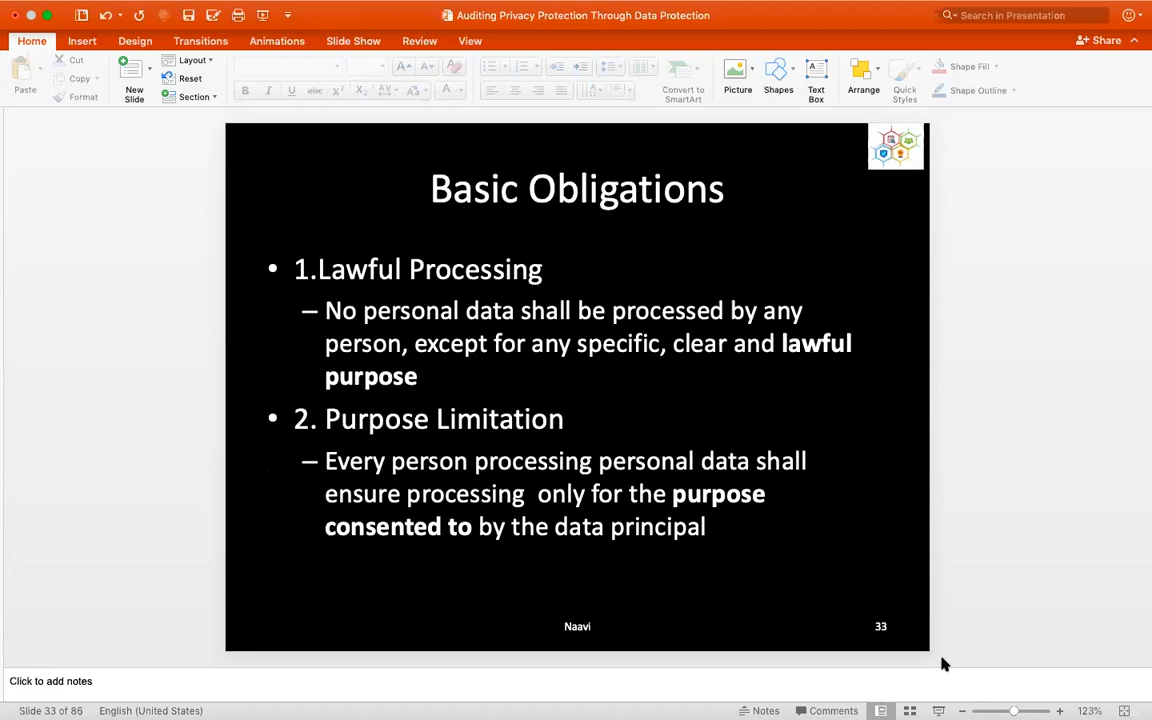 Auditing Privacy Protection Through Data Protection
Search in Presentation
Home Insert Design Transitions Animations Slide Show Review View
Share
Paste
Cut
Copy
Format
New Slide
Layout
Reset
Section
B I U abc X² X₂ AV Aa A
Convert to SmartArt
Picture
Shapes
Text Box
Arrange
Quick Styles
Shape Fill
Shape Outline
Basic Obligations
• 1.Lawful Processing
– No personal data shall be processed by any
person, except for any specific, clear and lawful
purpose
• 2. Purpose Limitation
– Every person processing personal data shall
ensure processing only for the purpose
consented to by the data principal
Naavi
33
Click to add notes
Slide 33 of 86 English (United States)
Notes Comments 123%